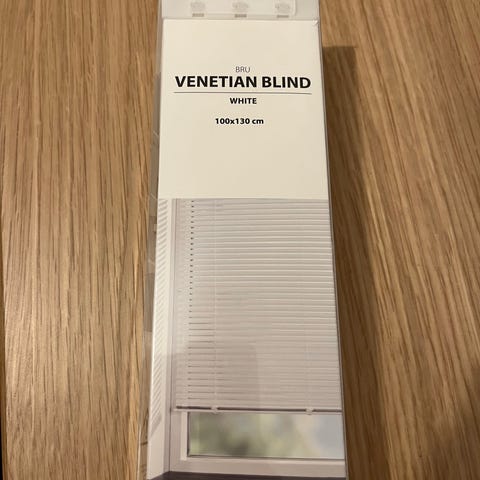 BRU
VENETIAN BLIND
WHITE
100x130 cm